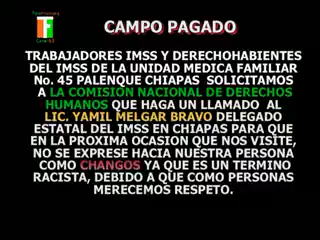 CAMPO PAGADO
TRABAJADORES IMSS Y DERECHOHABIENTES
DEL IMSS DE LA UNIDAD MEDICA FAMILIAR
No. 45 PALENQUE CHIAPAS SOLICITAMOS
A LA COMISIÓN NACIONAL DE DERECHOS
HUMANOS QUE HAGA UN LLAMADO AL
LIC. YAMIL MELGAR BRAVO DELEGADO
ESTATAL DEL IMSS EN CHIAPAS PARA QUE
EN LA PROXIMA OCASION QUE NOS VISITE,
NO SE EXPRESE HACIA NUESTRA PERSONA
COMO CHANGOS YA QUE ES UN TERMINO
RACISTA, DEBIDO A QUE COMO PERSONAS
MERECEMOS RESPETO.